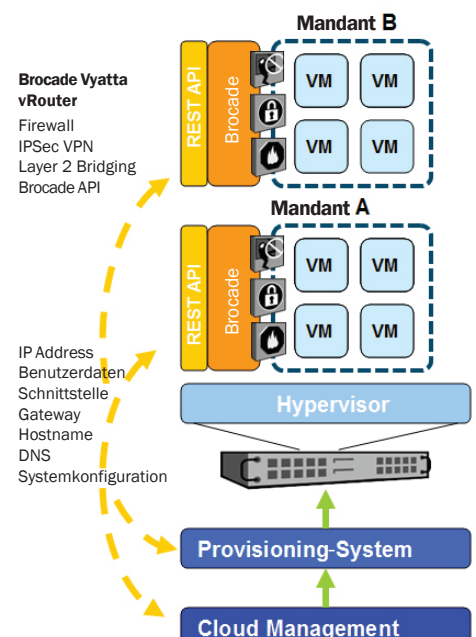 Mandant B
Brocade Vyatta
vRouter
Firewall
IPSec VPN
Layer 2 Bridging
Brocade API
REST API
Brocade
VM
VM
VM
VM
Mandant A
REST API
Brocade
VM
VM
VM
VM
IP Address
Benutzerdaten
Schnittstelle
Gateway
Hostname
DNS
Systemkonfiguration
Hypervisor
Provisioning-System
Cloud Management